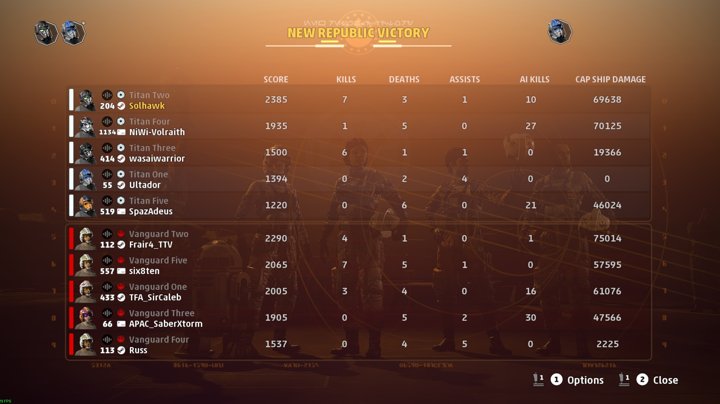 NEW REPUBLIC VICTORY
SCORE KILLS DEATHS ASSISTS AI KILLS CAP SHIP DAMAGE
Titan Two
204 Solhawk 2385 7 3 1 10 69638
Titan Four
1134 NiWi-Volraith 1935 1 5 0 27 70125
Titan Three
414 wasaiwarrior 1500 6 1 1 0 19366
Titan One
55 Ultador 1394 0 2 4 0 0
Titan Five
519 SpazAdeus 1220 0 6 0 21 46024
Vanguard Two
112 Frair4_TTV 2290 4 1 0 1 75014
Vanguard Five
557 six8ten 2065 7 5 1 0 57595
Vanguard One
433 TFA_SirCaleb 2005 3 4 0 16 61076
Vanguard Three
66 APAC_SaberXtorm 1905 0 5 2 30 47566
Vanguard Four
113 Russ 1537 0 4 5 0 2225
1 1 Options 1 2 Close